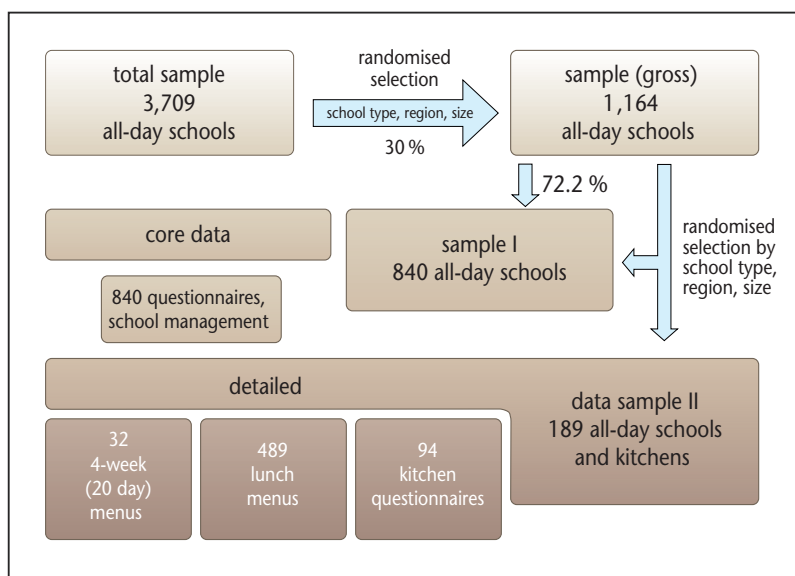 total sample
3,709
all-day schools
randomised
selection
school type, region, size
30 %
sample (gross)
1,164
all-day schools
72.2 %
core data
sample I
840 all-day schools
randomised
selection by
school type,
region, size
840 questionnaires,
school management
detailed
data sample II
189 all-day schools
and kitchens
32
4-week
(20 day)
menus
489
lunch
menus
94
kitchen
questionnaires